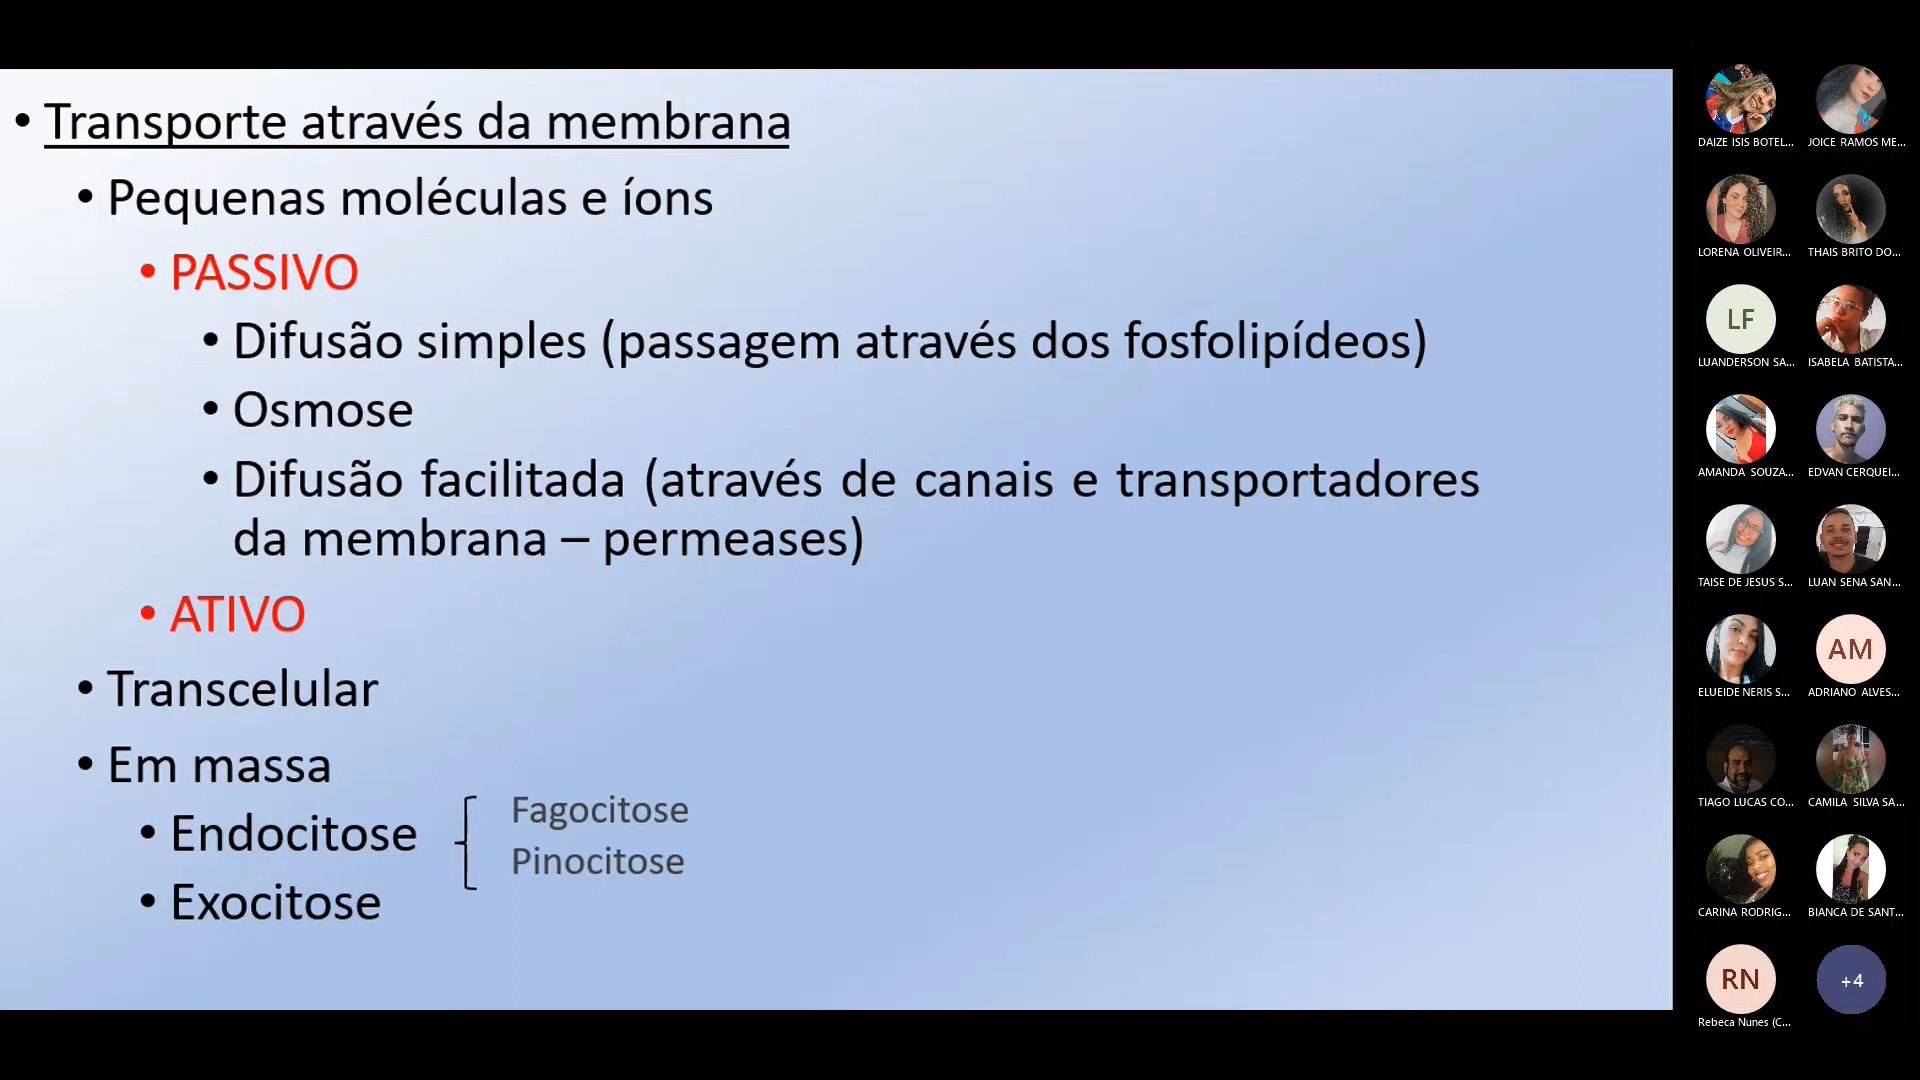 • Transporte através da membrana
• Pequenas moléculas e íons
• PASSIVO
• Difusão simples (passagem através dos fosfolipídeos)
• Osmose
• Difusão facilitada (através de canais e transportadores
da membrana – permeases)
• ATIVO
• Transcelular
• Em massa
• Endocitose
Fagocitose
Pinocitose
• Exocitose
DAIZE ISIS BOTEL...
JOICE RAMOS ME...
LORENA OLIVEIR...
THAIS BRITO DO...
LF
LUANDERSON SA...
ISABELA BATISTA...
AMANDA SOUZA...
EDVAN CERQUEI...
TAISE DE JESUS S...
LUAN SENA SAN...
ELUEIDE NERIS S...
AM
ADRIANO ALVES...
TIAGO LUCAS CO...
CAMILA SILVA SA...
CARINA RODRIG...
BIANCA DE SANT...
RN
Rebeca Nunes (C...
+4